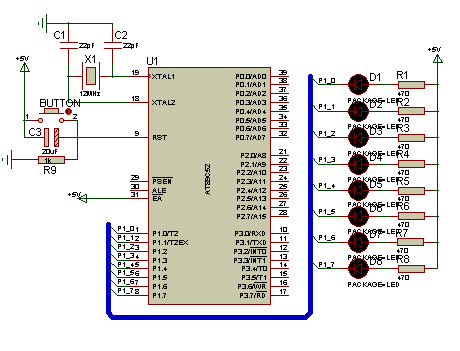 C1
C2
22pF
22pF
+5V
X1
12MHz
BUTTON
1
2
C3
20uF
1k
R9
+5V
U1
19
XTAL1
18
XTAL2
9
RST
29
PSEN
30
ALE
31
EA
P1_0 1
P1.0/T2
P1_1 2
P1.1/T2EX
P1_2 3
P1.2
P1_3 4
P1.3
P1_4 5
P1.4
P1_5 6
P1.5
P1_6 7
P1.6
P1_7 8
P1.7
AT89C52
P0.0/AD0 39
P0.1/AD1 38
P0.2/AD2 37
P0.3/AD3 36
P0.4/AD4 35
P0.5/AD5 34
P0.6/AD6 33
P0.7/AD7 32
P2.0/A8 21
P2.1/A9 22
P2.2/A10 23
P2.3/A11 24
P2.4/A12 25
P2.5/A13 26
P2.6/A14 27
P2.7/A15 28
P3.0/RXD 10
P3.1/TXD 11
P3.2/INT0 12
P3.3/INT1 13
P3.4/T0 14
P3.5/T1 15
P3.6/WR 16
P3.7/RD 17
+5V
P1_0 D1 R1
PACKAGE=LED 470
P1_1 D2 R2
PACKAGE=LED 470
P1_2 D3 R3
PACKAGE=LED 470
P1_3 D4 R4
PACKAGE=LED 470
P1_4 D5 R5
PACKAGE=LED 470
P1_5 D6 R6
PACKAGE=LED 470
P1_6 D7 R7
PACKAGE=LED 470
P1_7 D8 R8
PACKAGE=LED 470